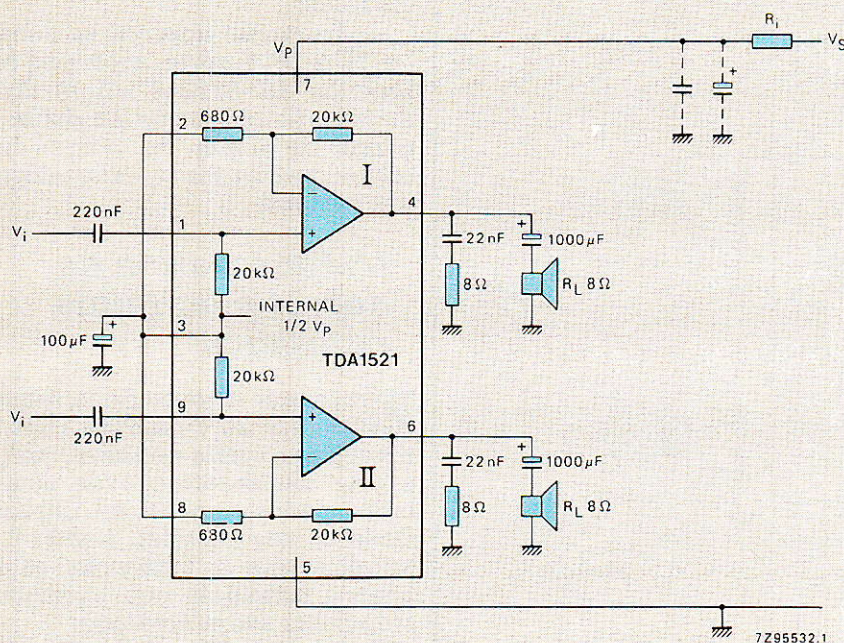 Vp
Ri
Vs
7
2
680Ω
20kΩ
I
4
220nF
Vi
1
20kΩ
22nF
1000µF
+
8Ω
RL 8Ω
INTERNAL
1/2 Vp
+
100µF
3
TDA1521
20kΩ
Vi
220nF
9
6
+
22nF
1000µF
+
II
8Ω
RL 8Ω
8
680Ω
20kΩ
5
7Z95532.1
+
−
+
−